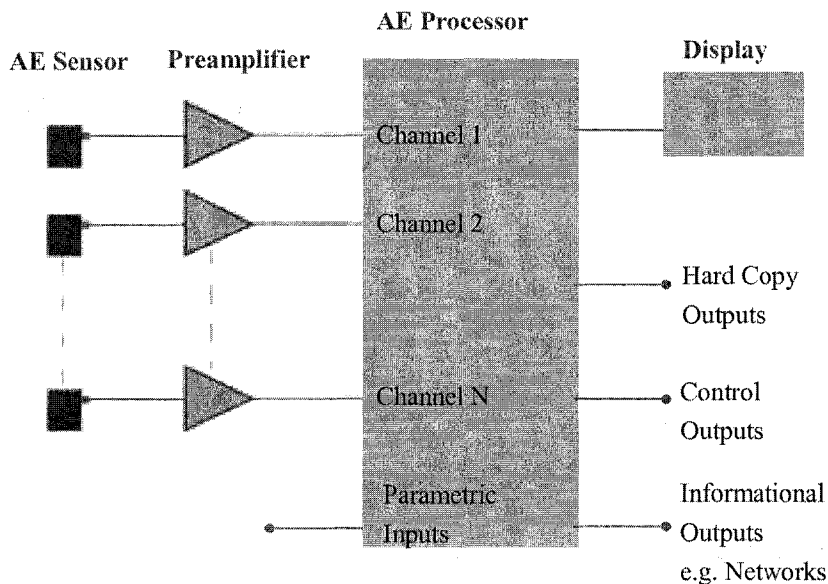 AE Processor
AE Sensor
Preamplifier
Display
Channel 1
Channel 2
Hard Copy
Outputs
Channel N
Control
Outputs
Parametric
Inputs
Informational
Outputs
e.g. Networks